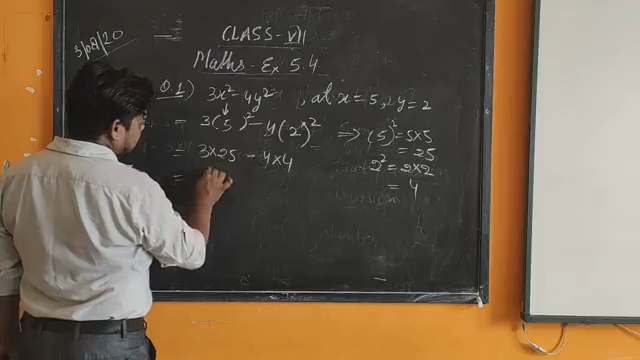 3/09/20
CLASS-VII
Maths- Ex 5.4
Q.1) 3x² - 4y² , at x = 5, y = 2
= 3(5)² - 4(2)² ⇒ (5)² = 5×5
= 25
= 3×25 - 4×4 2² = 2×2
= 4
=